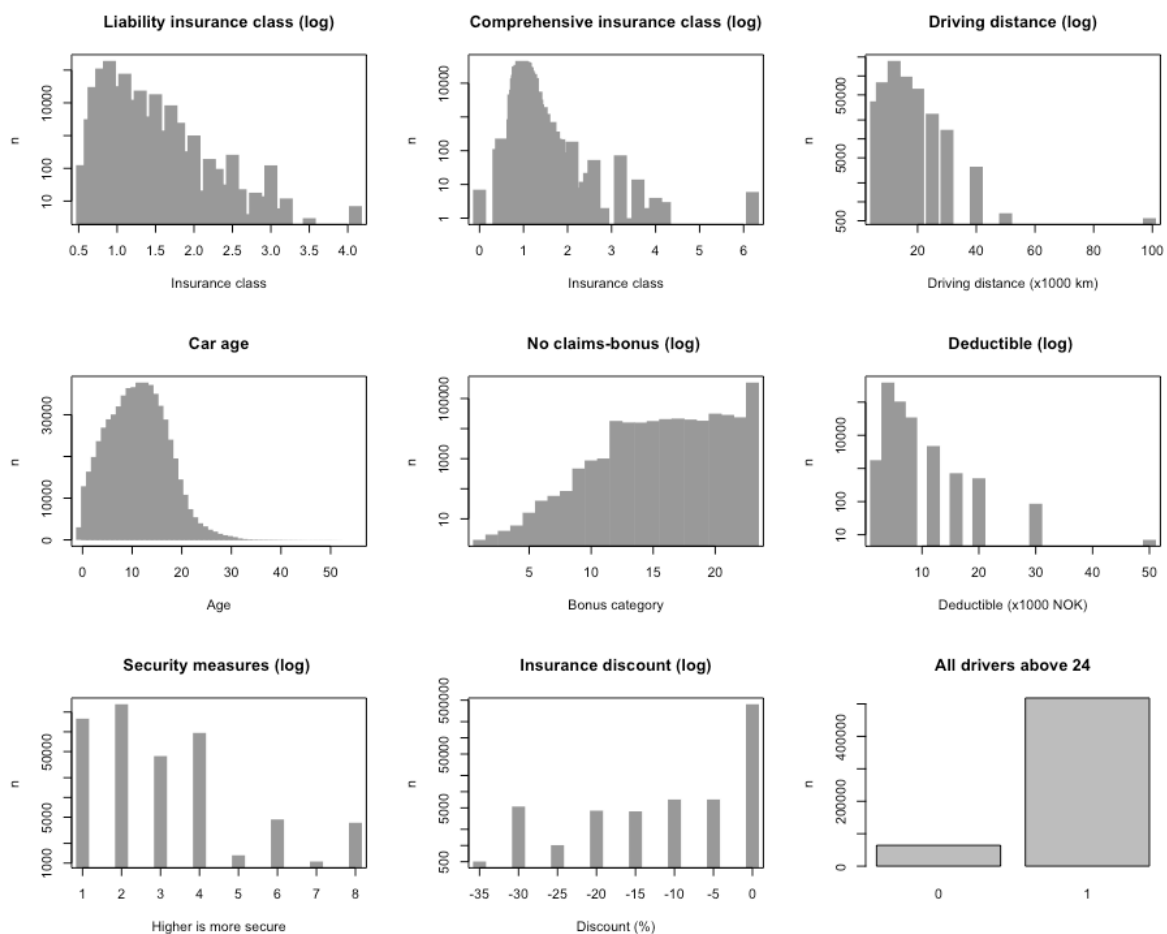 Liability insurance class (log)
n
10000
100
10
0.5 1.0 1.5 2.0 2.5 3.0 3.5 4.0
Insurance class
Comprehensive insurance class (log)
n
10000
100
10
1
0 1 2 3 4 5 6
Insurance class
Driving distance (log)
n
50000
5000
500
20 40 60 80 100
Driving distance (x1000 km)
Car age
n
30000
10000
0
0 10 20 30 40 50
Age
No claims-bonus (log)
n
100000
1000
10
5 10 15 20
Bonus category
Deductible (log)
n
10000
100
10
10 20 30 40 50
Deductible (x1000 NOK)
Security measures (log)
n
50000
5000
1000
1 2 3 4 5 6 7 8
Higher is more secure
Insurance discount (log)
n
500000
50000
5000
500
-35 -30 -25 -20 -15 -10 -5 0
Discount (%)
All drivers above 24
n
400000
200000
0
0 1